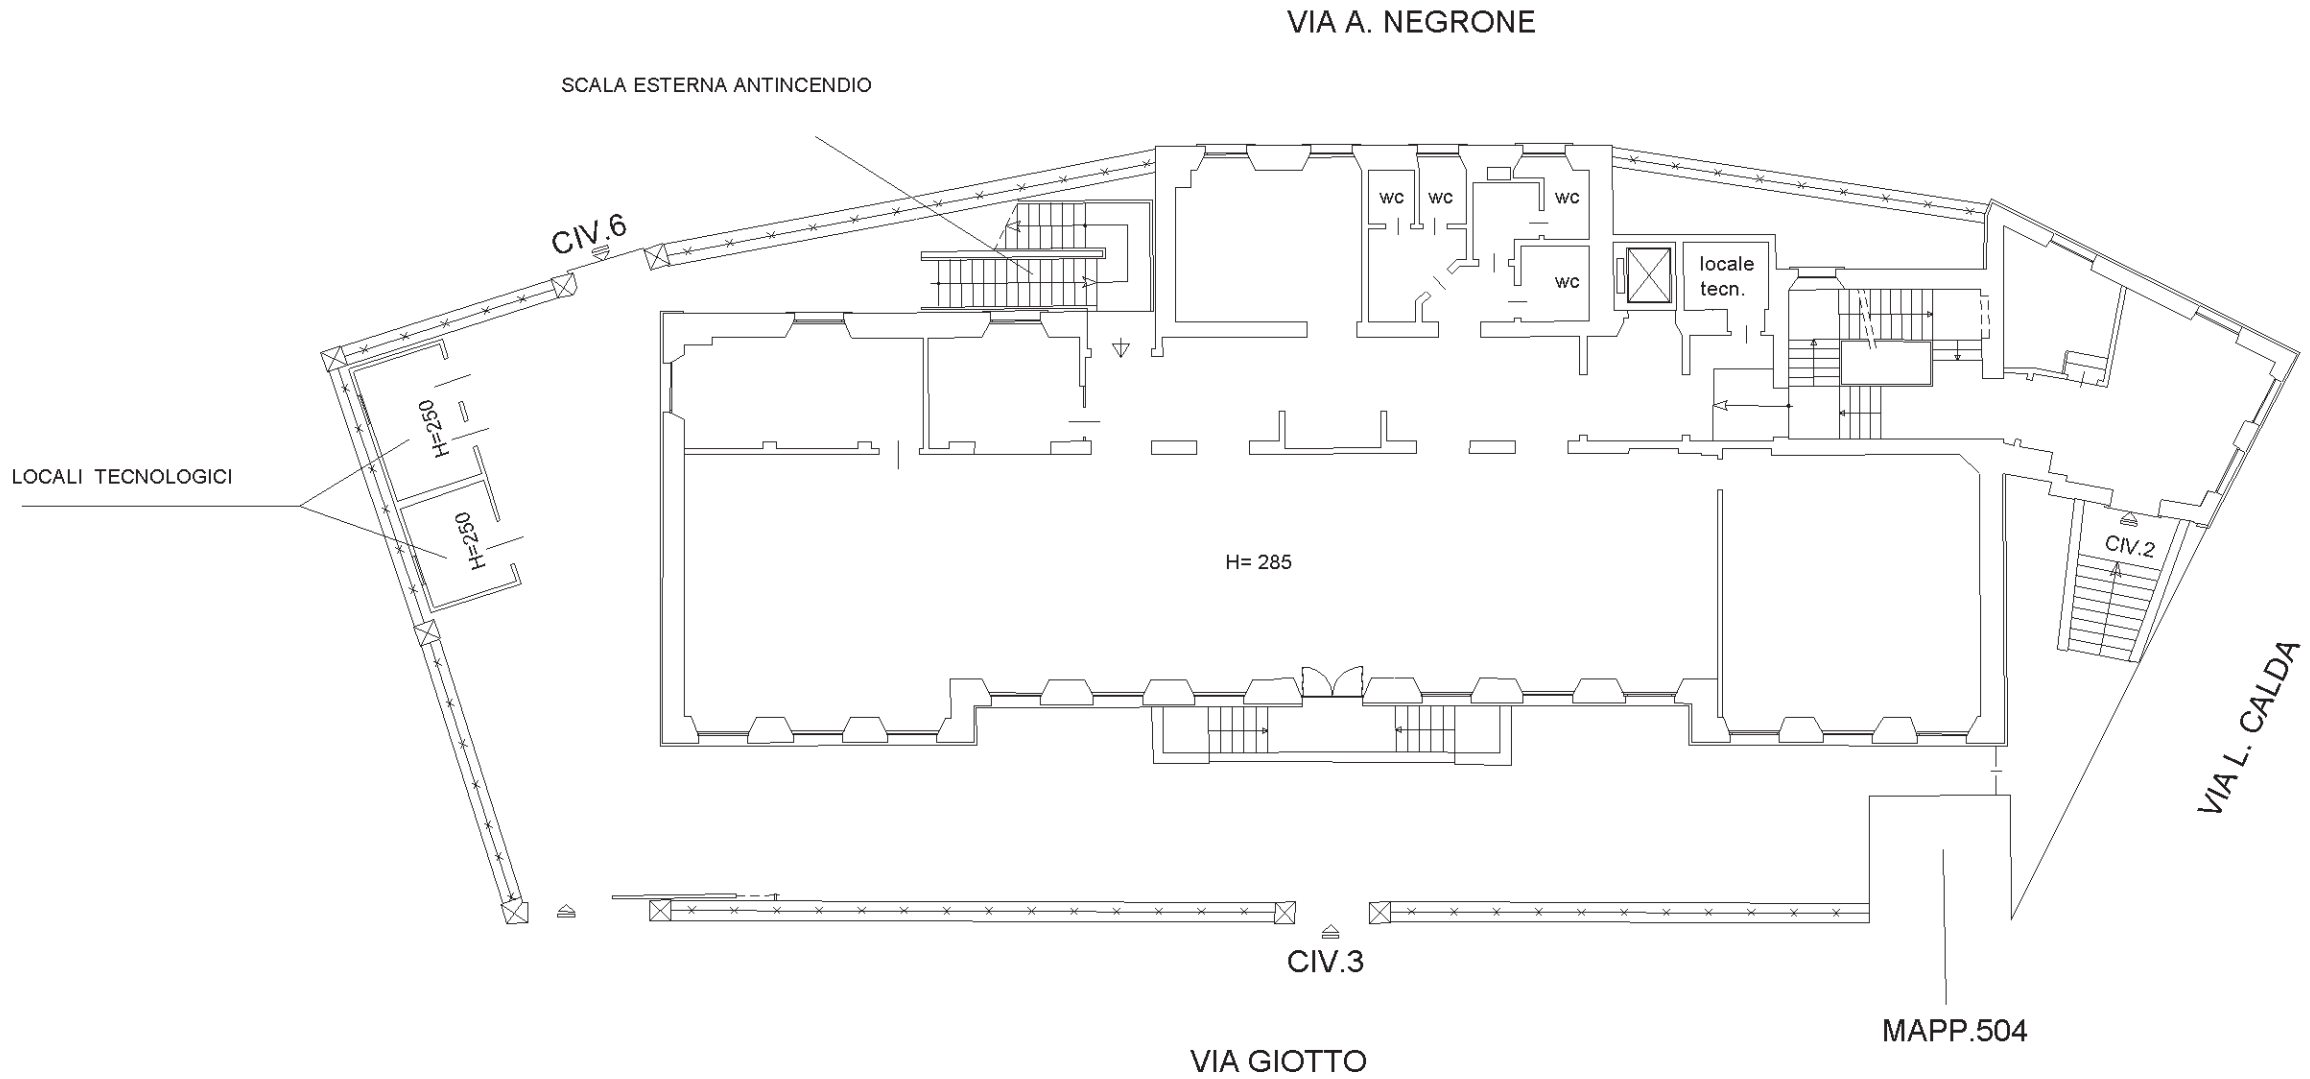 VIA A. NEGRONE
SCALA ESTERNA ANTINCENDIO
CIV.6
wc
wc
wc
wc
locale
tecn.
H=250
LOCALI TECNOLOGICI
H=250
H= 285
CIV.2
VIA L. CALDA
CIV.3
MAPP.504
VIA GIOTTO